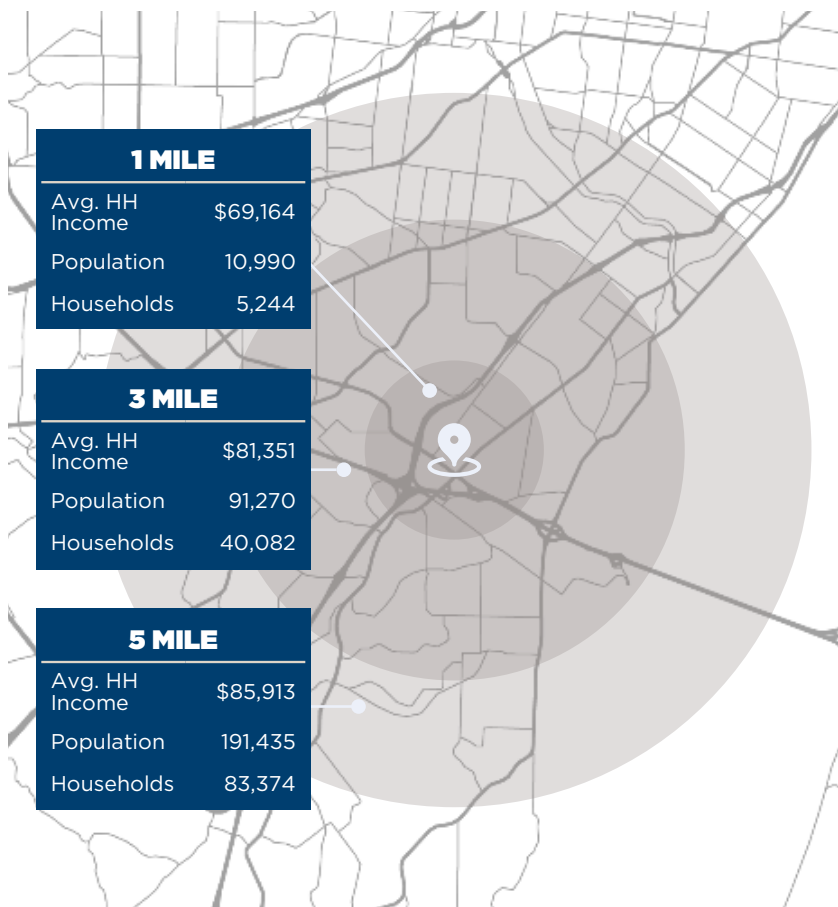 1 MILE
Avg. HH
Income $69,164
Population 10,990
Households 5,244
3 MILE
Avg. HH
Income $81,351
Population 91,270
Households 40,082
5 MILE
Avg. HH
Income $85,913
Population 191,435
Households 83,374